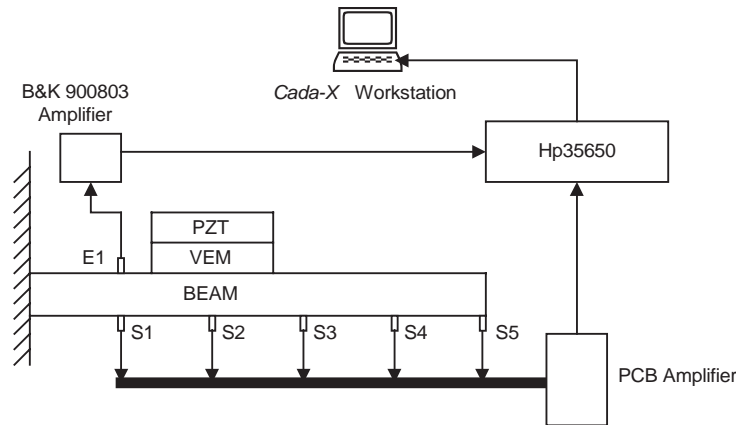 B&K 900803
Amplifier
Cada-X Workstation
Hp35650
PZT
E1
VEM
BEAM
S1
S2
S3
S4
S5
PCB Amplifier